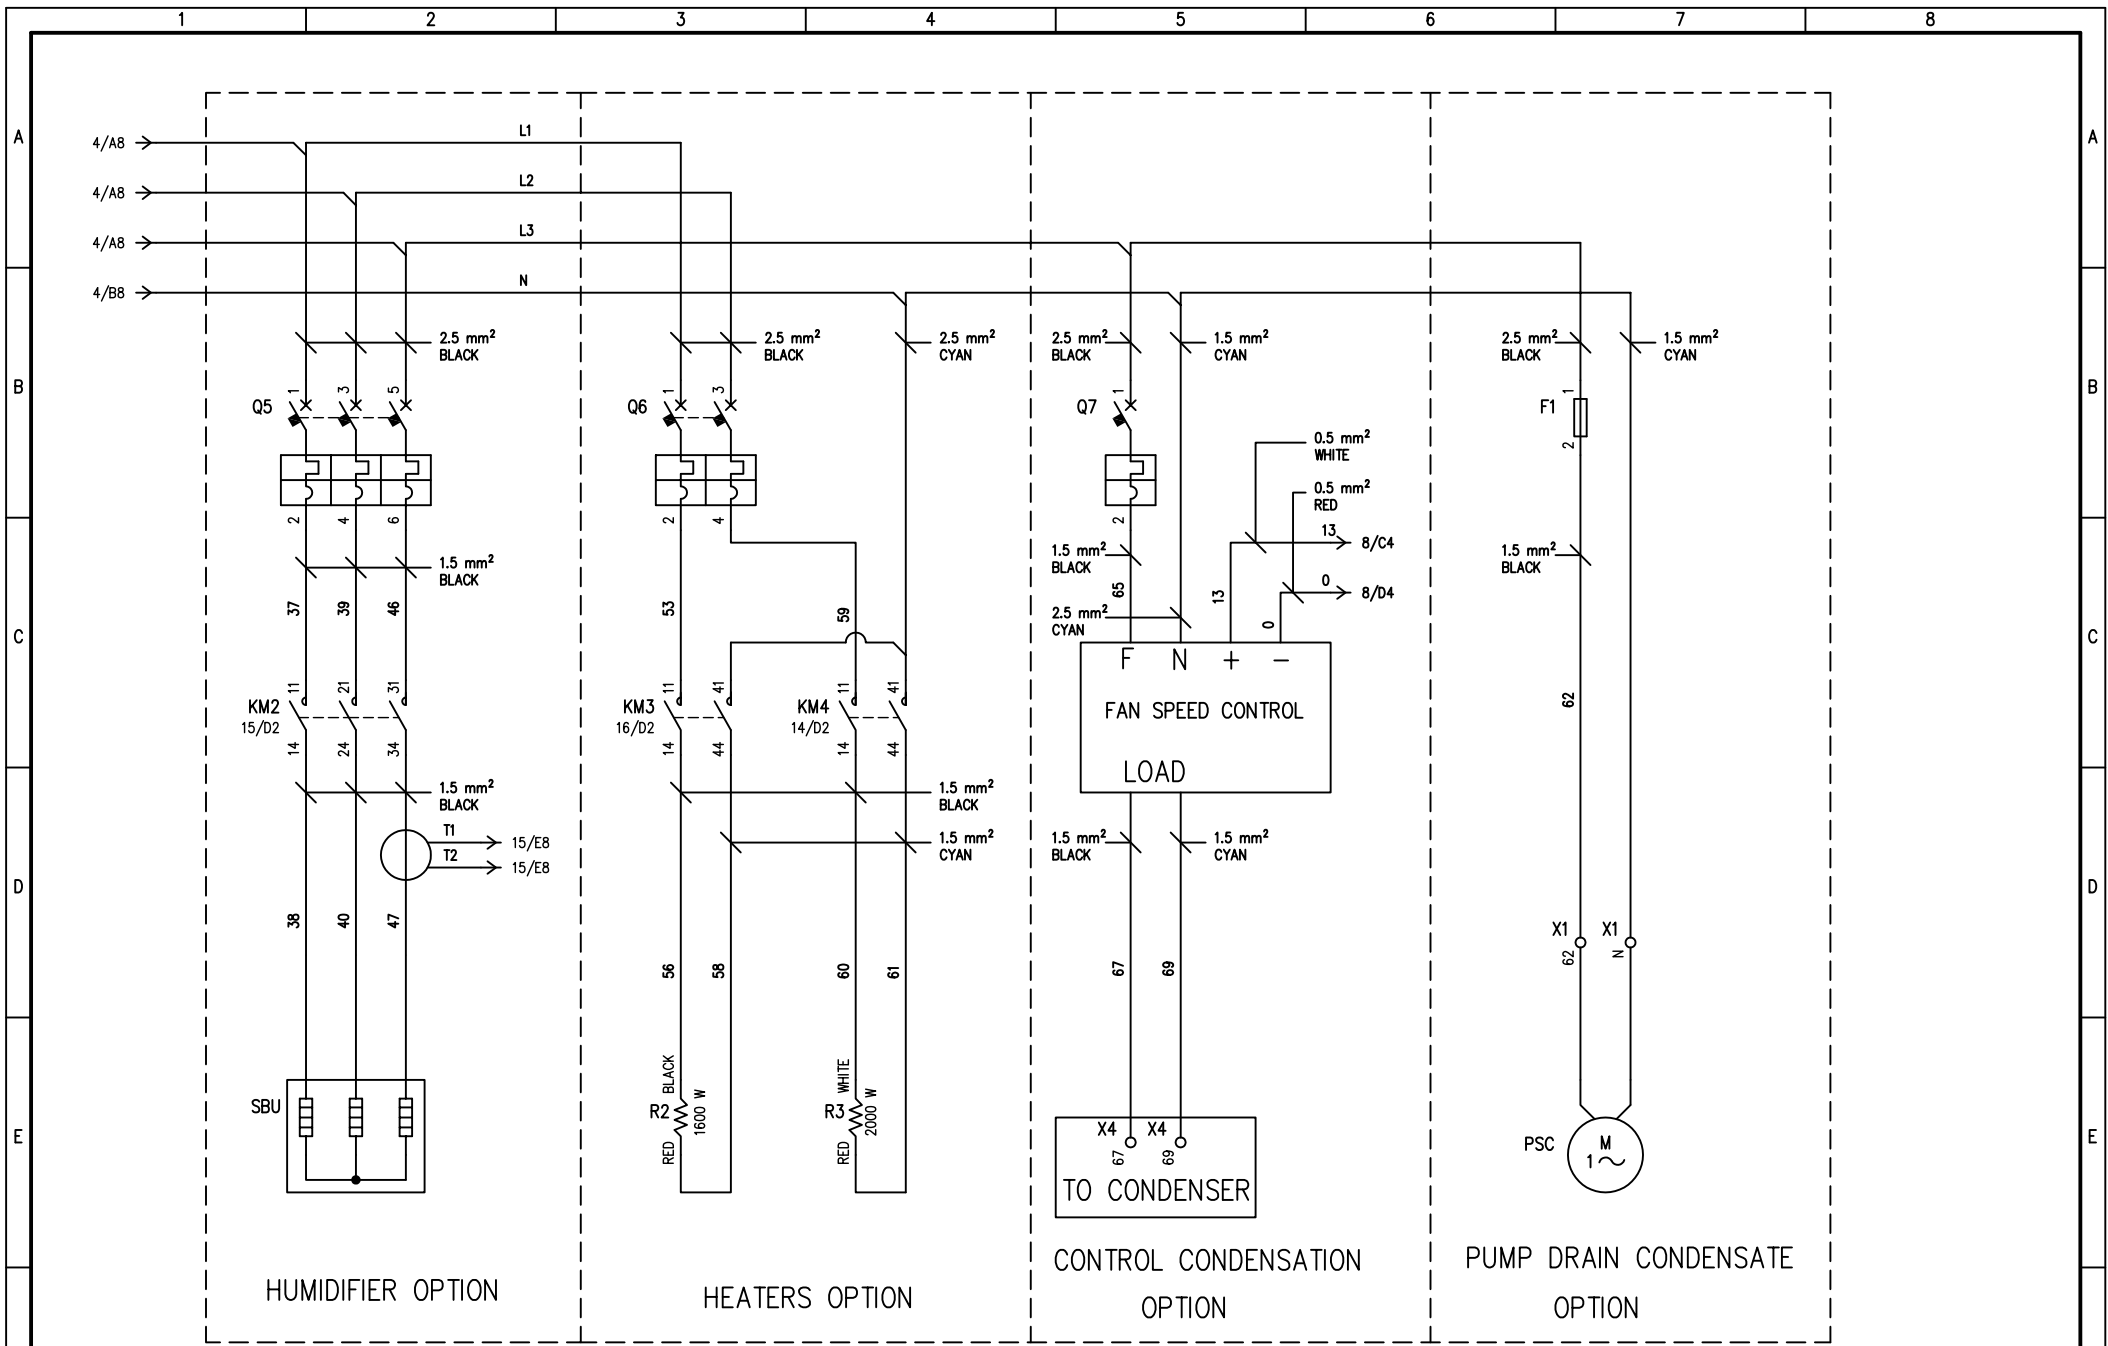 1 2 3 4 5 6 7 8
A A
4/A8 L1
4/A8 L2
4/A8 L3
4/B8 N
2.5 mm² 2.5 mm² 2.5 mm² 2.5 mm² 1.5 mm² 2.5 mm² 1.5 mm²
BLACK BLACK CYAN BLACK CYAN BLACK CYAN
B B
1 3 5 1 3 1 1
Q5 Q6 Q7 F1
2
0.5 mm²
WHITE
0.5 mm²
RED
2 4 6 2 4 2
13 8/C4
0 8/D4
1.5 mm² 1.5 mm² 1.5 mm²
BLACK BLACK BLACK
37 39 46 53 59 65 13 0
2.5 mm²
CYAN
C C
F N + −
11 21 31 11 41 11 41
KM2 KM3 KM4 FAN SPEED CONTROL 62
15/D2 16/D2 14/D2
14 24 34 14 44 14 44
LOAD
1.5 mm² 1.5 mm²
BLACK BLACK
T1 15/E8
T2 15/E8
1.5 mm² 1.5 mm² 1.5 mm²
CYAN BLACK CYAN
D D
38 40 47
X1 X1
62 N
56 58 60 61 67 69
BLACK WHITE
SBU R2 1600 W R3 2000 W
RED RED
X4 X4
67 69
E E
PSC M
1
TO CONDENSER
HUMIDIFIER OPTION
HEATERS OPTION
CONTROL CONDENSATION
OPTION
PUMP DRAIN CONDENSATE
OPTION